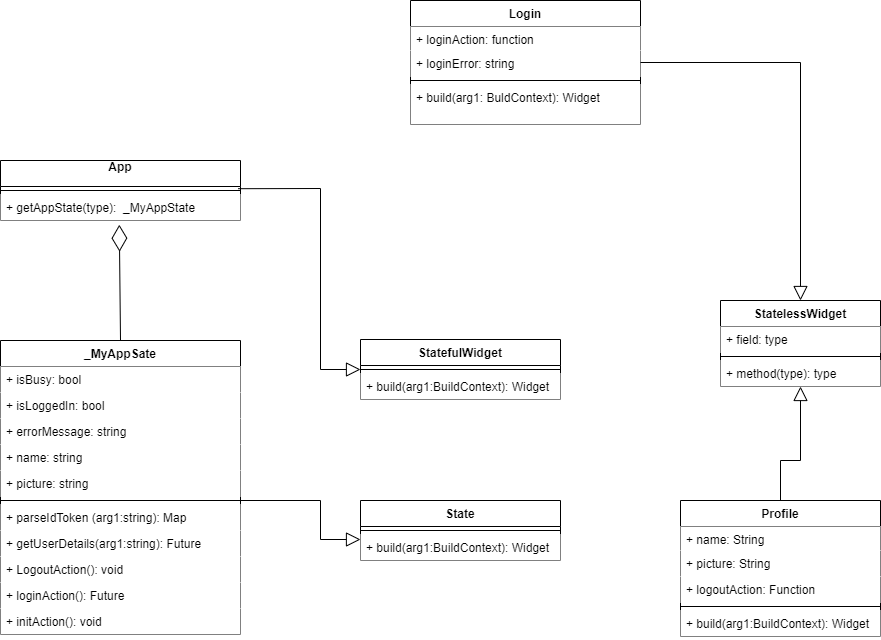 Login
+ loginAction: function
+ loginError: string
+ build(arg1: BuldContext): Widget
App
+ getAppState(type):  _MyAppState
_MyAppSate
+ isBusy: bool
+ isLoggedIn: bool
+ errorMessage: string
+ name: string
+ picture: string
+ parseIdToken (arg1:string): Map
+ getUserDetails(arg1:string): Future
+ LogoutAction(): void
+ loginAction(): Future
+ initAction(): void
StatefulWidget
+ build(arg1:BuildContext): Widget
State
+ build(arg1:BuildContext): Widget
StatelessWidget
+ field: type
+ method(type): type
Profile
+ name: String
+ picture: String
+ logoutAction: Function
+ build(arg1:BuildContext): Widget